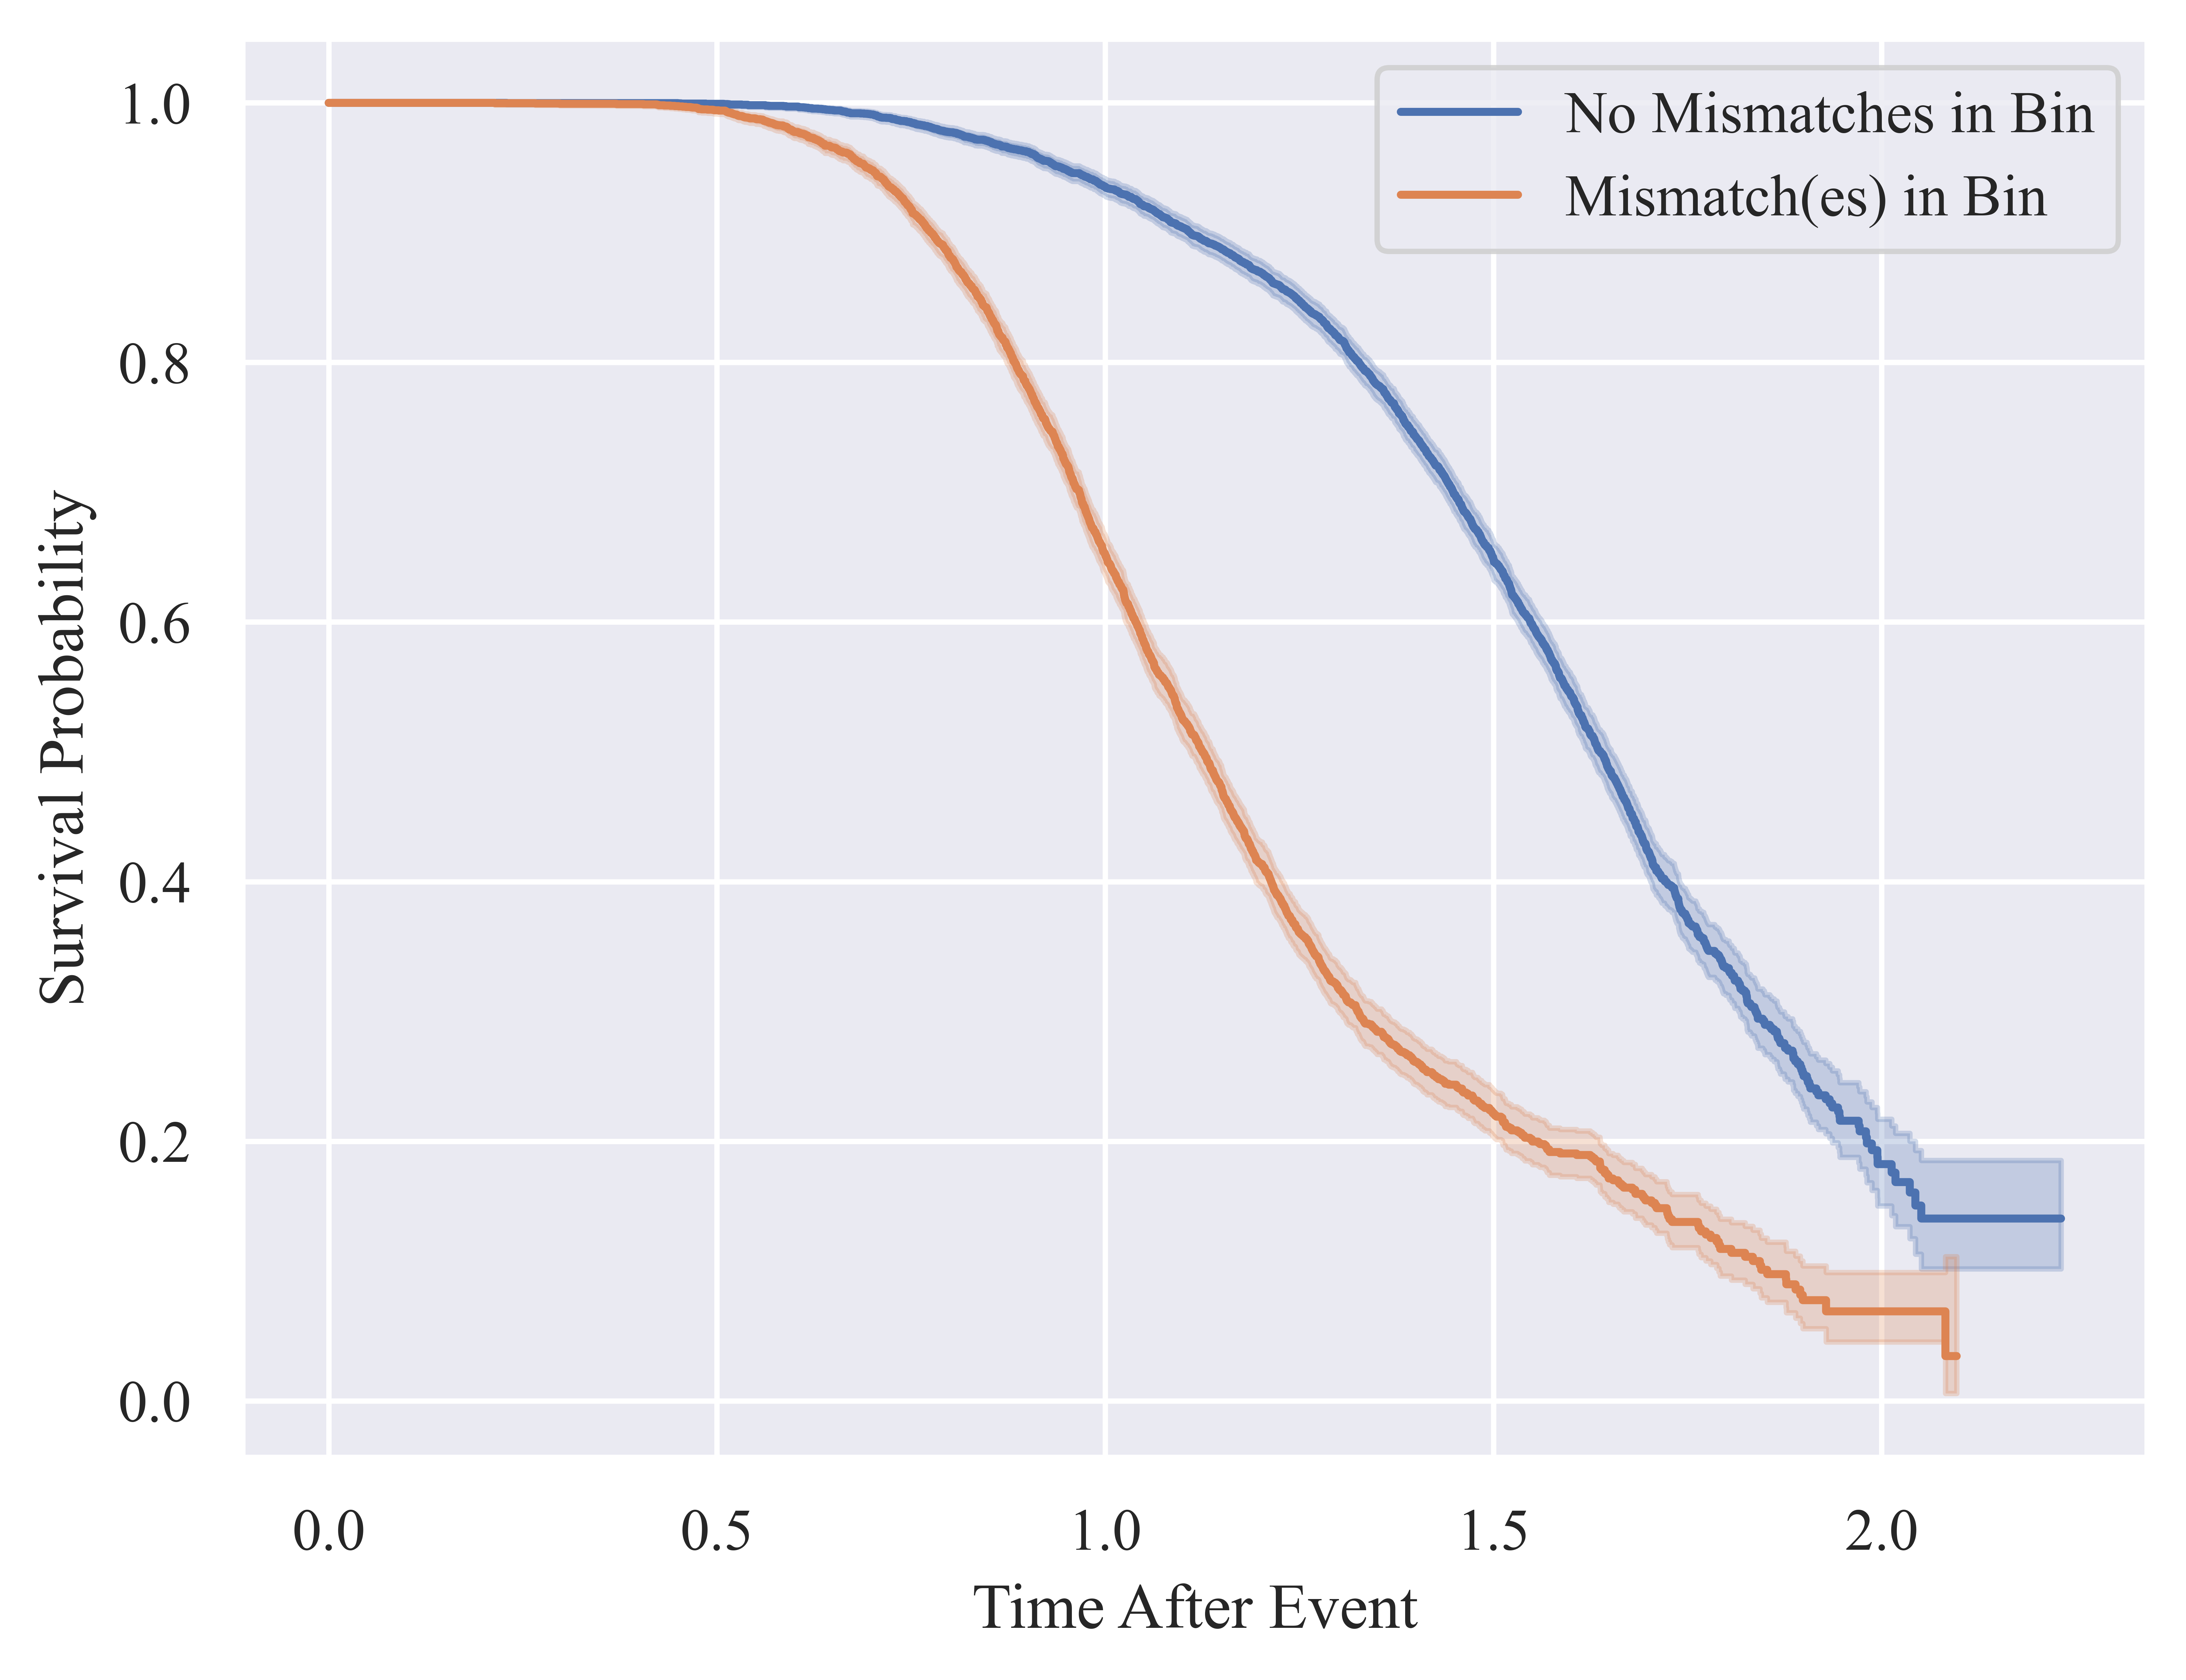 No Mismatches in Bin
Mismatch(es) in Bin
Survival Probability
1.0
0.8
0.6
0.4
0.2
0.0
0.0 0.5 1.0 1.5 2.0
Time After Event